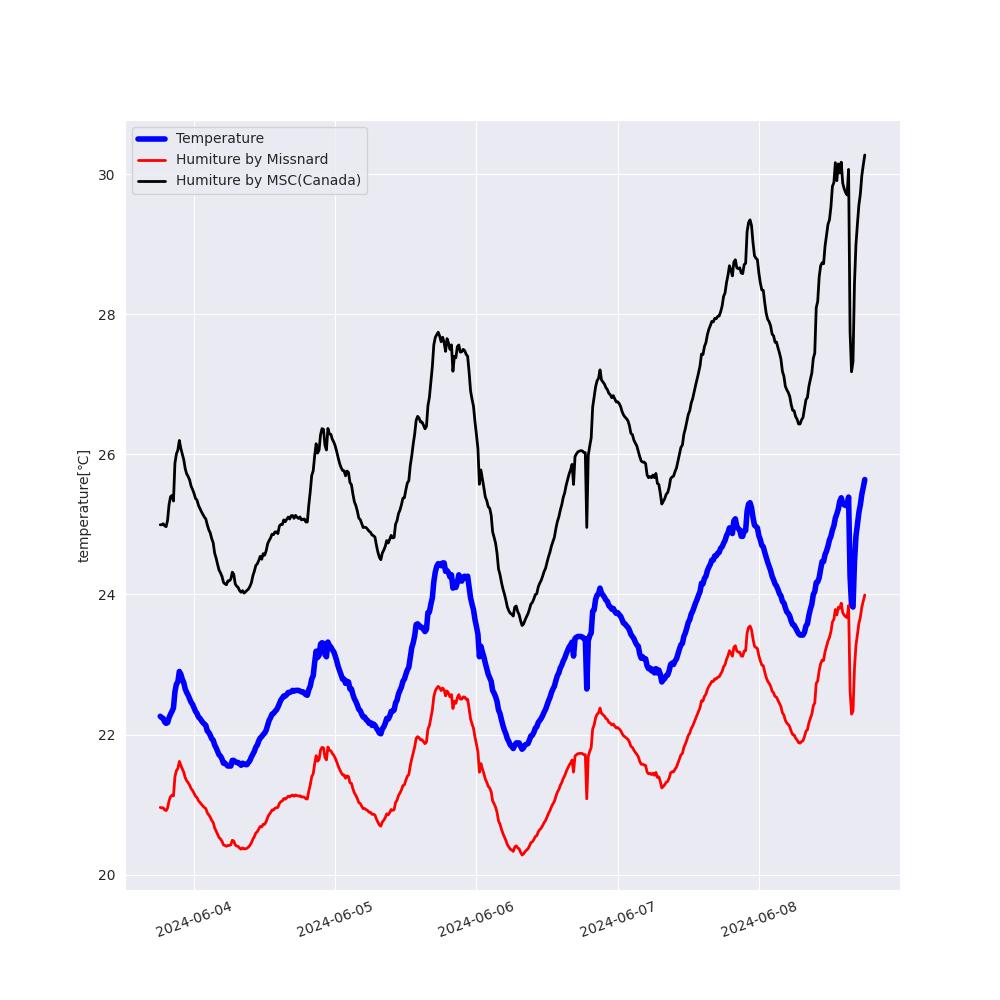 Temperature
Humiture by Missnard
Humiture by MSC(Canada)
30
28
26
24
22
20
temperature[℃]
2024-06-04
2024-06-05
2024-06-06
2024-06-07
2024-06-08